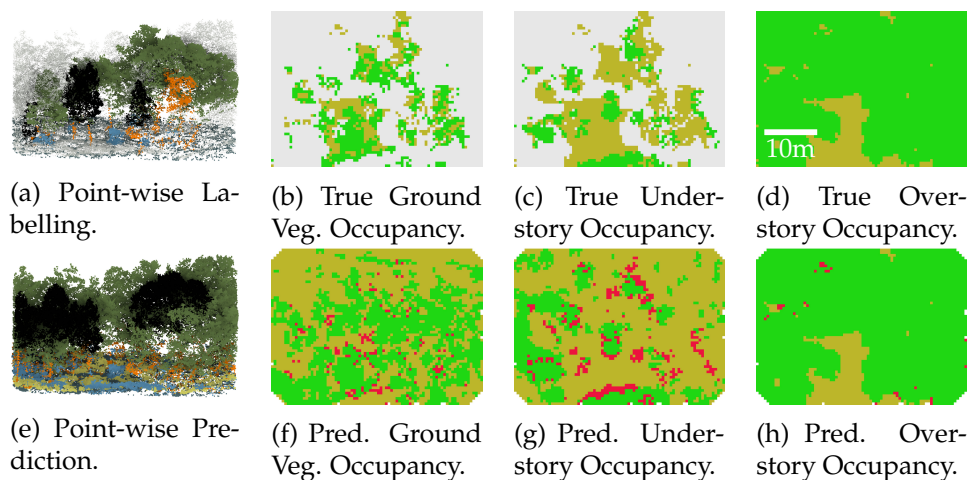 10m
(a) Point-wise La-
belling.
(b) True Ground
Veg. Occupancy.
(c) True Under-
story Occupancy.
(d) True Over-
story Occupancy.
(e) Point-wise Pre-
diction.
(f) Pred. Ground
Veg. Occupancy.
(g) Pred. Under-
story Occupancy.
(h) Pred. Over-
story Occupancy.